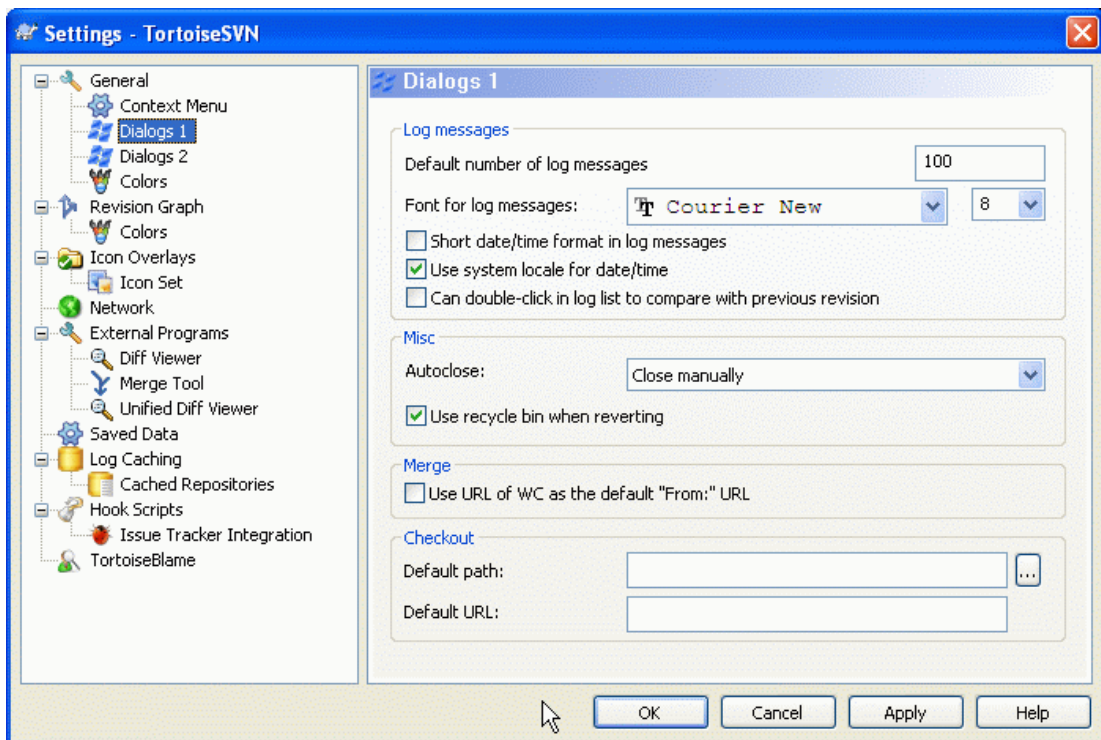 Settings - TortoiseSVN
General
Context Menu
Dialogs 1
Dialogs 2
Colors
Revision Graph
Colors
Icon Overlays
Icon Set
Network
External Programs
Diff Viewer
Merge Tool
Unified Diff Viewer
Saved Data
Log Caching
Cached Repositories
Hook Scripts
Issue Tracker Integration
TortoiseBlame
Dialogs 1
Log messages
Default number of log messages 100
Font for log messages: Courier New 8
Short date/time format in log messages
Use system locale for date/time
Can double-click in log list to compare with previous revision
Misc
Autoclose: Close manually
Use recycle bin when reverting
Merge
Use URL of WC as the default "From:" URL
Checkout
Default path: ...
Default URL:
OK Cancel Apply Help